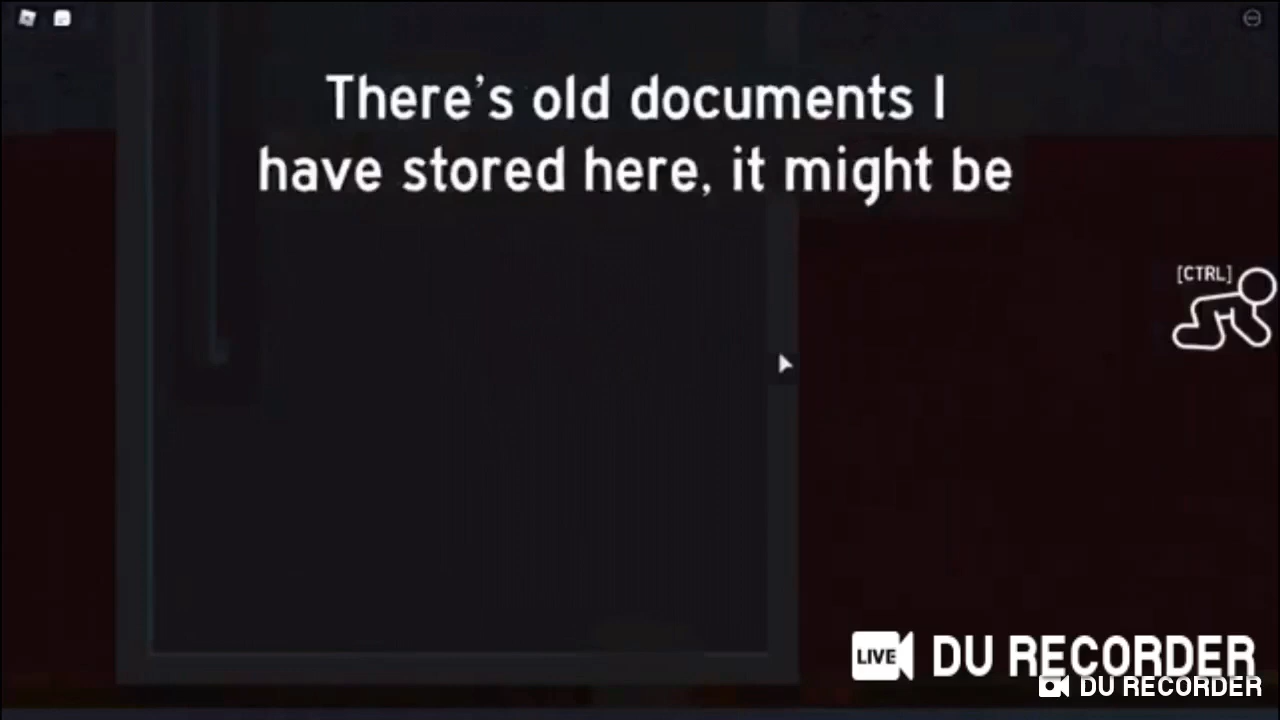 There's old documents I
have stored here, it might be
[CTRL]
LIVE DU RECORDER
DU RECORDER